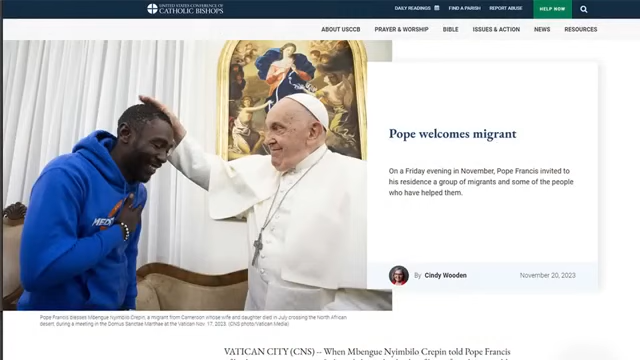 UNITED STATES CONFERENCE OF
CATHOLIC BISHOPS
DAILY READINGS
FIND A PARISH
REPORT ABUSE
HELP NOW
ABOUT USCCB
PRAYER & WORSHIP
BIBLE
ISSUES & ACTION
NEWS
RESOURCES
Pope welcomes migrant
On a Friday evening in November, Pope Francis invited to
his residence a group of migrants and some of the people
who have helped them.
By Cindy Wooden
November 20, 2023
Pope Francis blesses Mbengue Nyimbilo Crepin, a migrant from Cameroon whose wife and daughter died in July crossing the North African
desert, during a meeting in the Domus Sanctae Marthae at the Vatican Nov. 17, 2023. (CNS photo/Vatican Media)
VATICAN CITY (CNS) -- When Mbengue Nyimbilo Crepin told Pope Francis